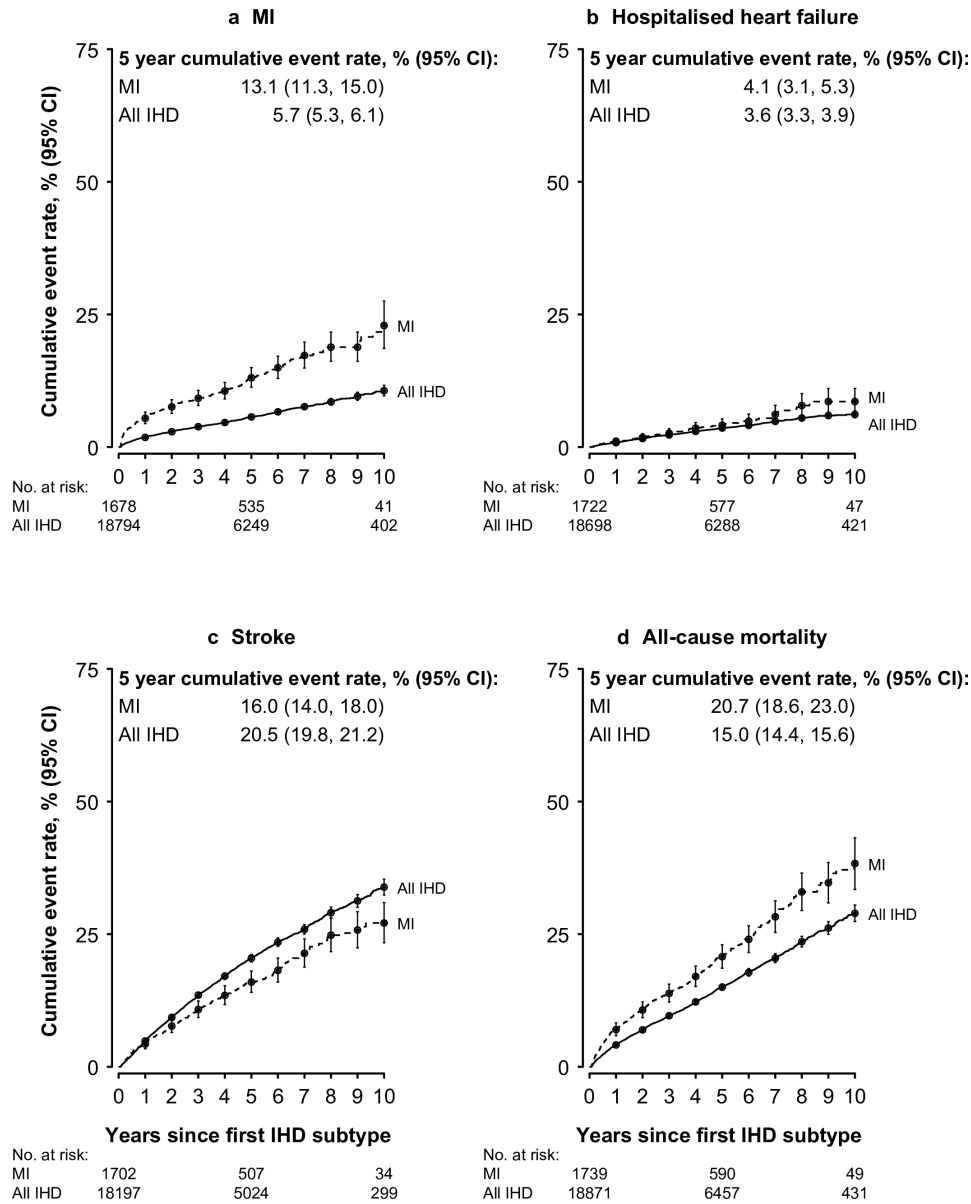 a MI
75
5 year cumulative event rate, % (95% CI):
MI 13.1 (11.3, 15.0)
All IHD 5.7 (5.3, 6.1)
50
25
0
Cumulative event rate, % (95% CI)
MI
All IHD
0 1 2 3 4 5 6 7 8 9 10
No. at risk:
MI 1678 535 41
All IHD 18794 6249 402
b Hospitalised heart failure
75
5 year cumulative event rate, % (95% CI):
MI 4.1 (3.1, 5.3)
All IHD 3.6 (3.3, 3.9)
50
25
0
MI
All IHD
0 1 2 3 4 5 6 7 8 9 10
No. at risk:
MI 1722 577 47
All IHD 18698 6288 421
c Stroke
75
5 year cumulative event rate, % (95% CI):
MI 16.0 (14.0, 18.0)
All IHD 20.5 (19.8, 21.2)
50
25
0
Cumulative event rate, % (95% CI)
All IHD
MI
0 1 2 3 4 5 6 7 8 9 10
Years since first IHD subtype
No. at risk:
MI 1702 507 34
All IHD 18197 5024 299
d All-cause mortality
75
5 year cumulative event rate, % (95% CI):
MI 20.7 (18.6, 23.0)
All IHD 15.0 (14.4, 15.6)
50
25
0
MI
All IHD
0 1 2 3 4 5 6 7 8 9 10
Years since first IHD subtype
No. at risk:
MI 1739 590 49
All IHD 18871 6457 431